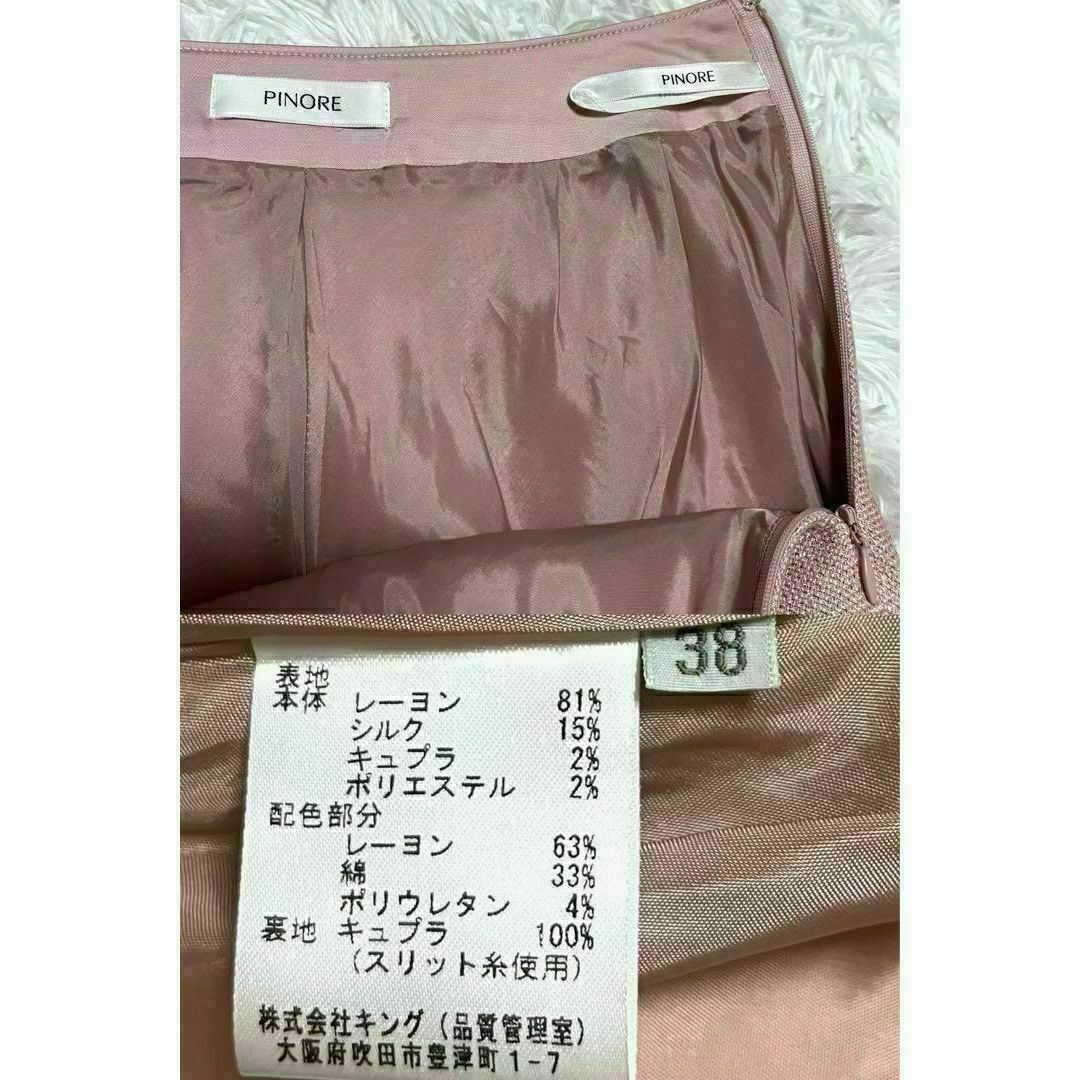 PINORE
PINORE
38
表地
本体 レーヨン 81%
シルク 15%
キュプラ 2%
ポリエステル 2%
配色部分
レーヨン 63%
綿 33%
ポリウレタン 4%
裏地 キュプラ 100%
(スリット糸使用)
株式会社キング(品質管理室)
大阪府吹田市豊津町1-7